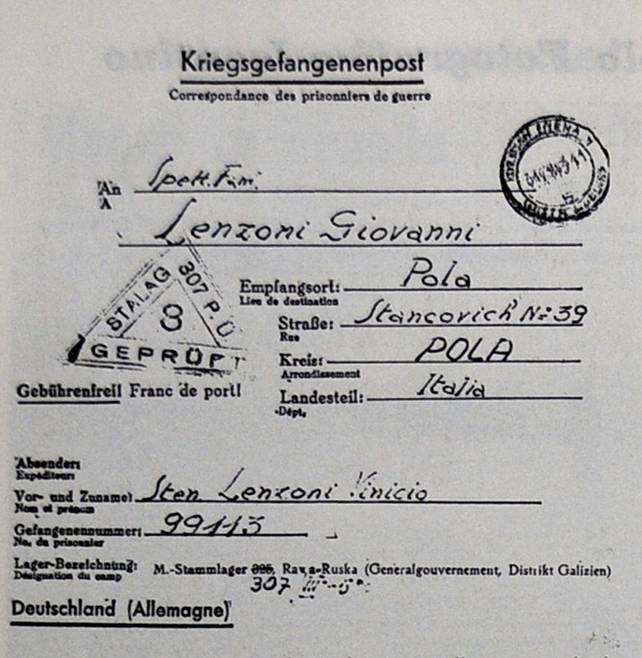 Kriegsgefangenenpost
Correspondance des prisonniers de guerre
An Spett. Fam.
A
Lenzoni Giovanni
STALAG 307 P.Ü
8
GEPRÜFT
Empfangsort: Pola
Lieu de destination
Straße: Stancovich N: 39
Rue
Kreis: POLA
Arrondissement
Landesteil: Italia
Dépt.
Gebührenfrei! Franc de port!
Absender:
Expéditeur:
Vor- und Zuname: Sten Lenzoni Vinicio
Nom et prénom
Gefangenennummer: 99113
No. du prisonnier
Lager-Bezeichnung: M.-Stammlager 325, Rawa-Ruska (Generalgouvernement, Distrikt Galizien)
Désignation du camp
307
Deutschland (Allemagne)